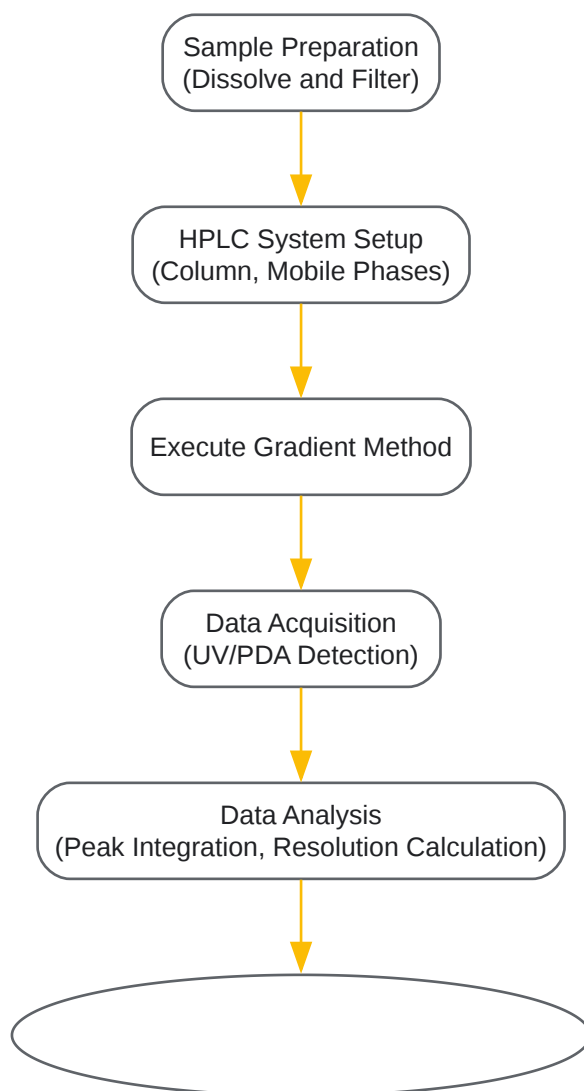 Sample Preparation
(Dissolve and Filter)
HPLC System Setup
(Column, Mobile Phases)
Execute Gradient Method
Data Acquisition
(UV/PDA Detection)
Data Analysis
(Peak Integration, Resolution Calculation)